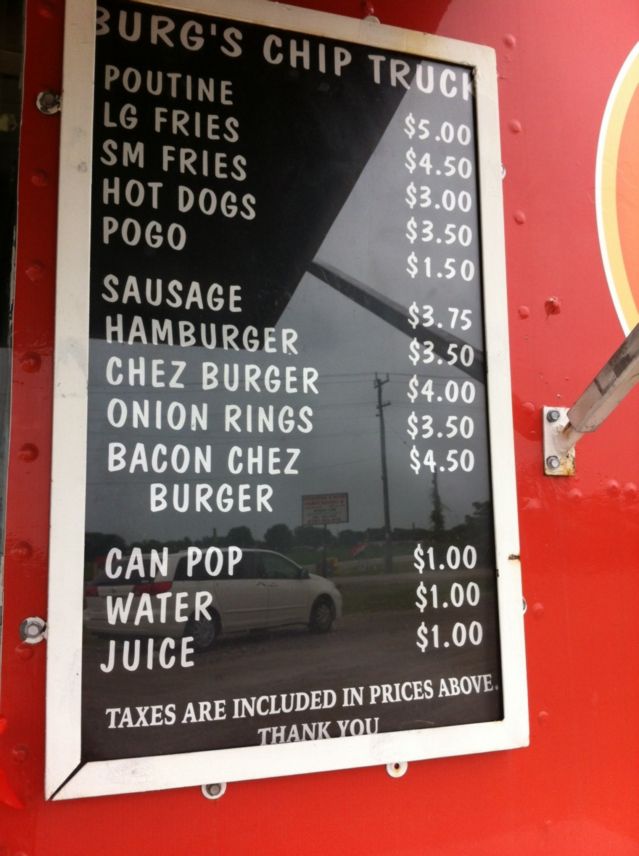 BURG'S CHIP TRUCK
POUTINE $5.00
LG FRIES $4.50
SM FRIES $3.00
HOT DOGS $3.50
POGO $1.50
SAUSAGE $3.75
HAMBURGER $3.50
CHEZ BURGER $4.00
ONION RINGS $3.50
BACON CHEZ $4.50
BURGER
CAN POP $1.00
WATER $1.00
JUICE $1.00
TAXES ARE INCLUDED IN PRICES ABOVE.
THANK YOU